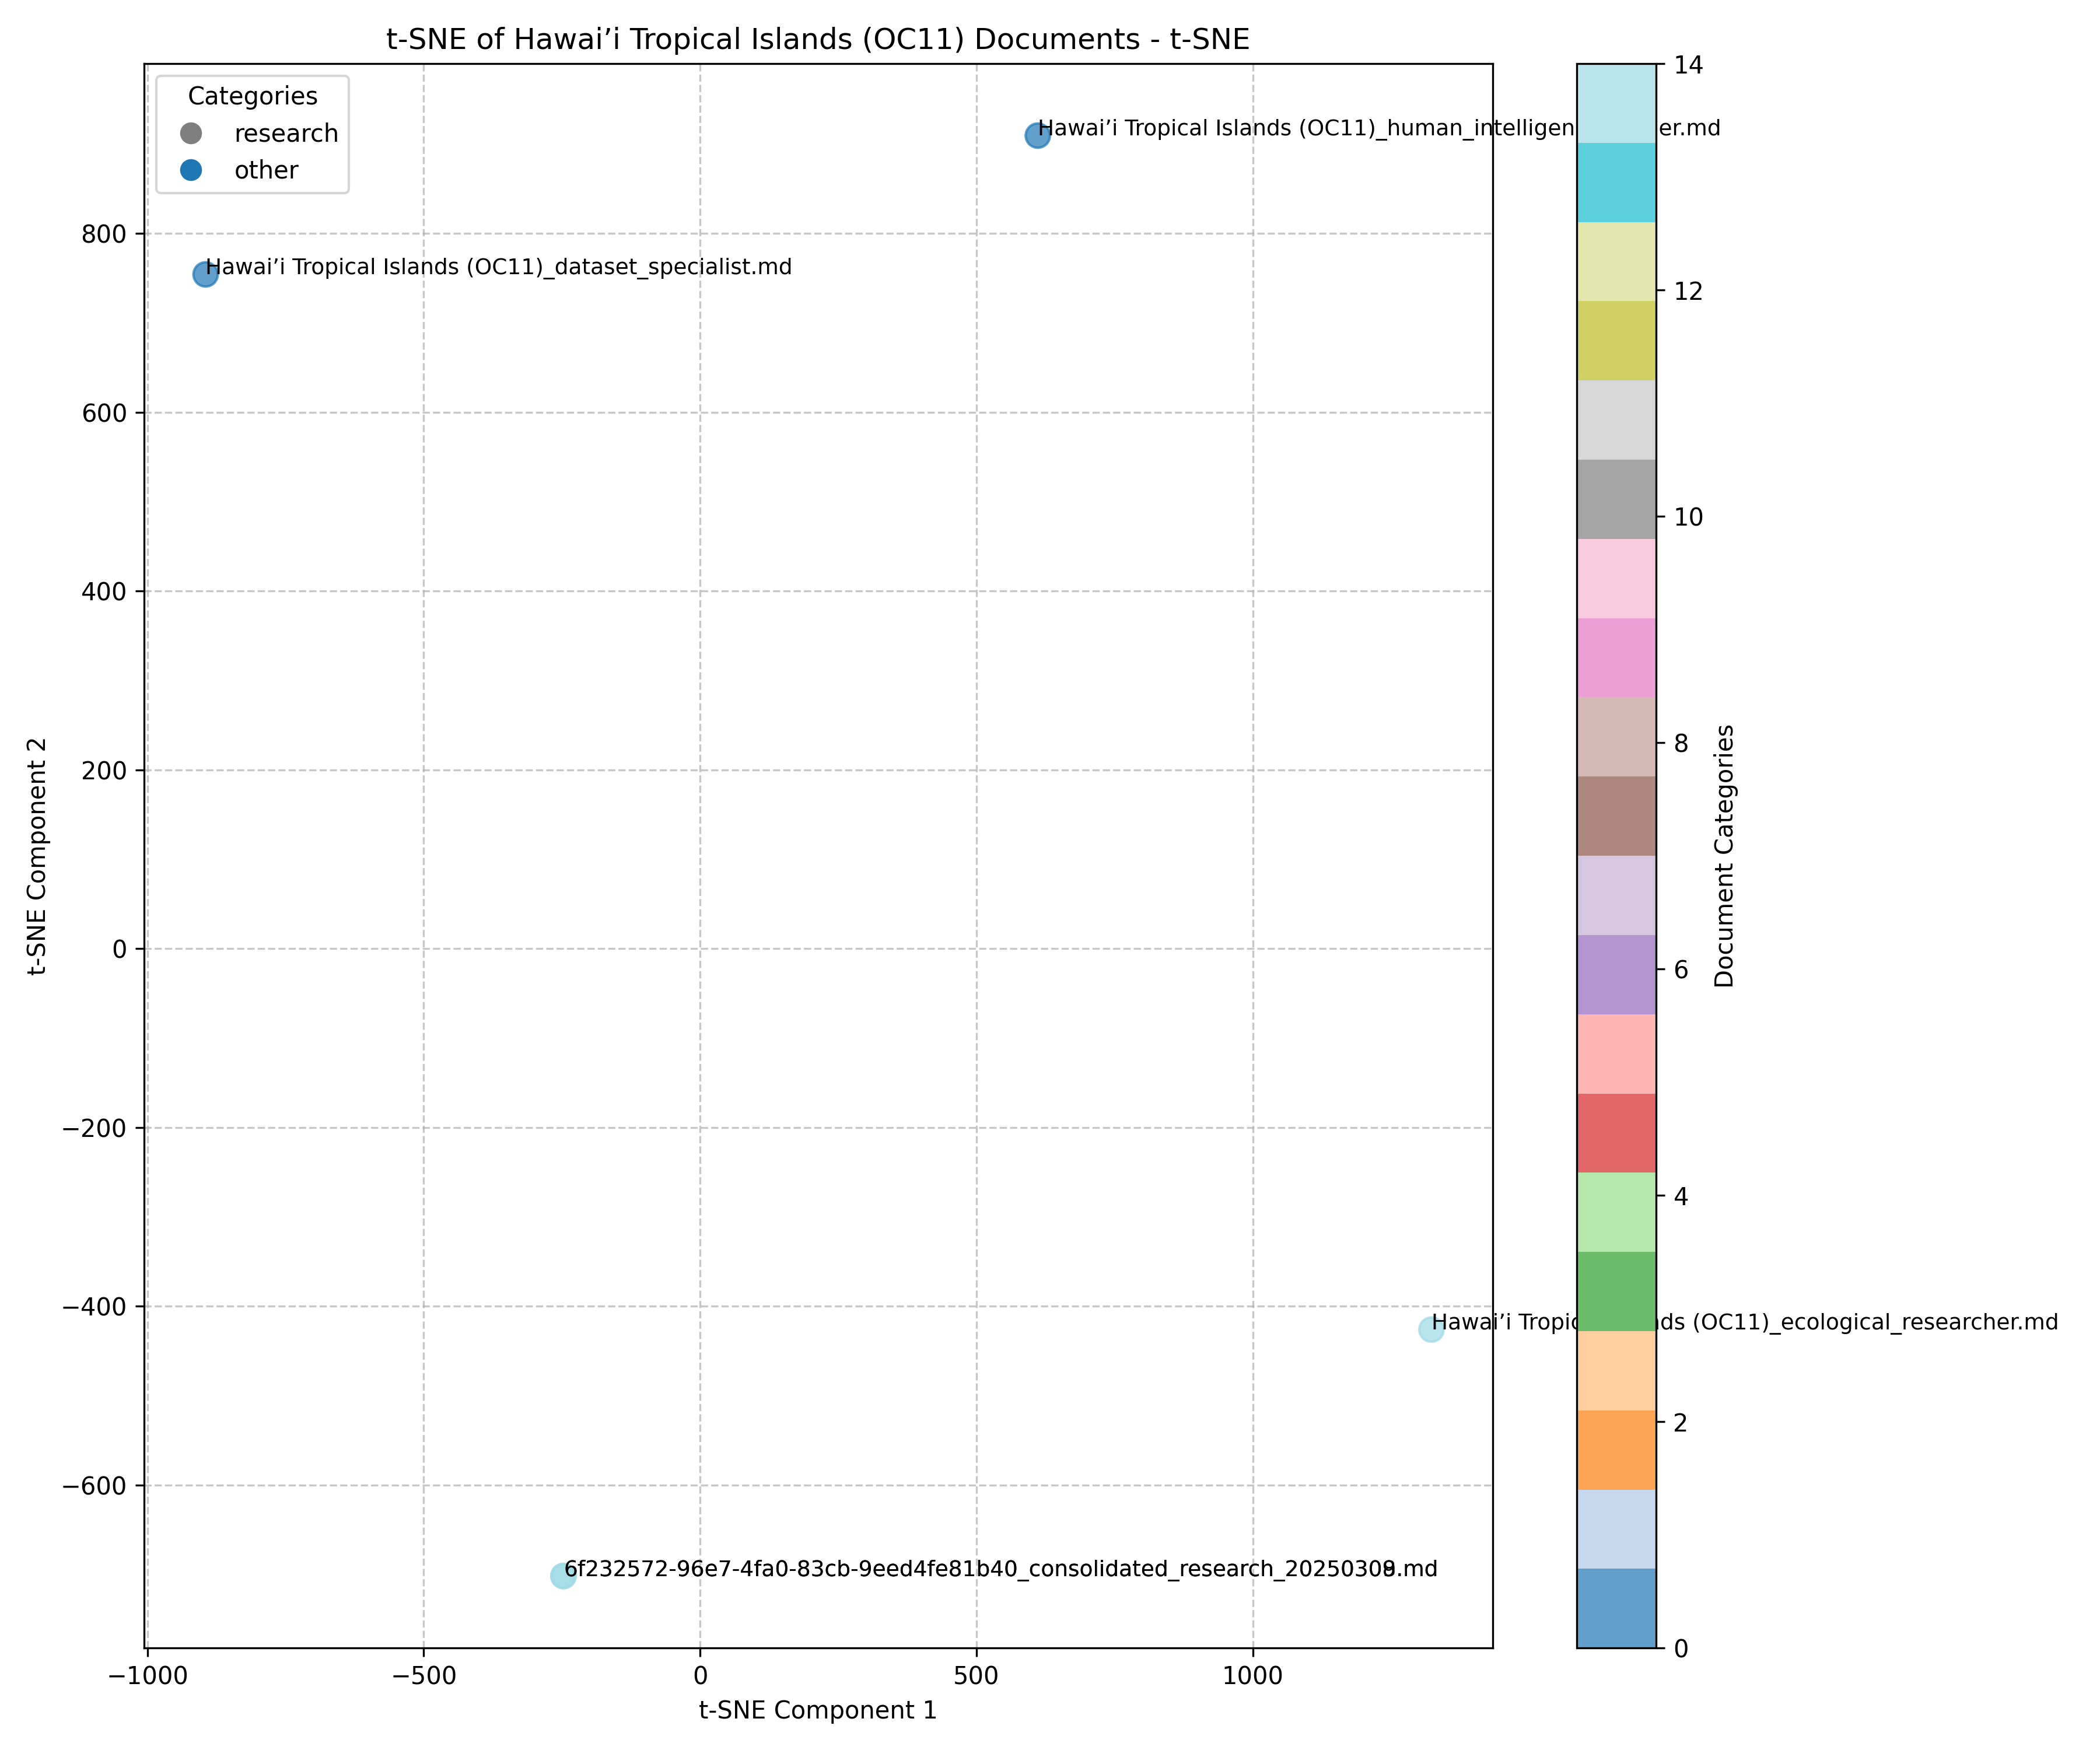 t-SNE of Hawai’i Tropical Islands (OC11) Documents - t-SNE
Categories
research
other
Hawai’i Tropical Islands (OC11)_human_intelligen er.md
Hawai’i Tropical Islands (OC11)_dataset_specialist.md
Hawai’i Tropic nds (OC11)_ecological_researcher.md
6f232572-96e7-4fa0-83cb-9eed4fe81b40_consolidated_research_2025030 .md
800
600
400
200
0
−200
−400
−600
t-SNE Component 2
−1000
−500
0
500
1000
t-SNE Component 1
14
12
10
8
6
4
2
0
Document Categories